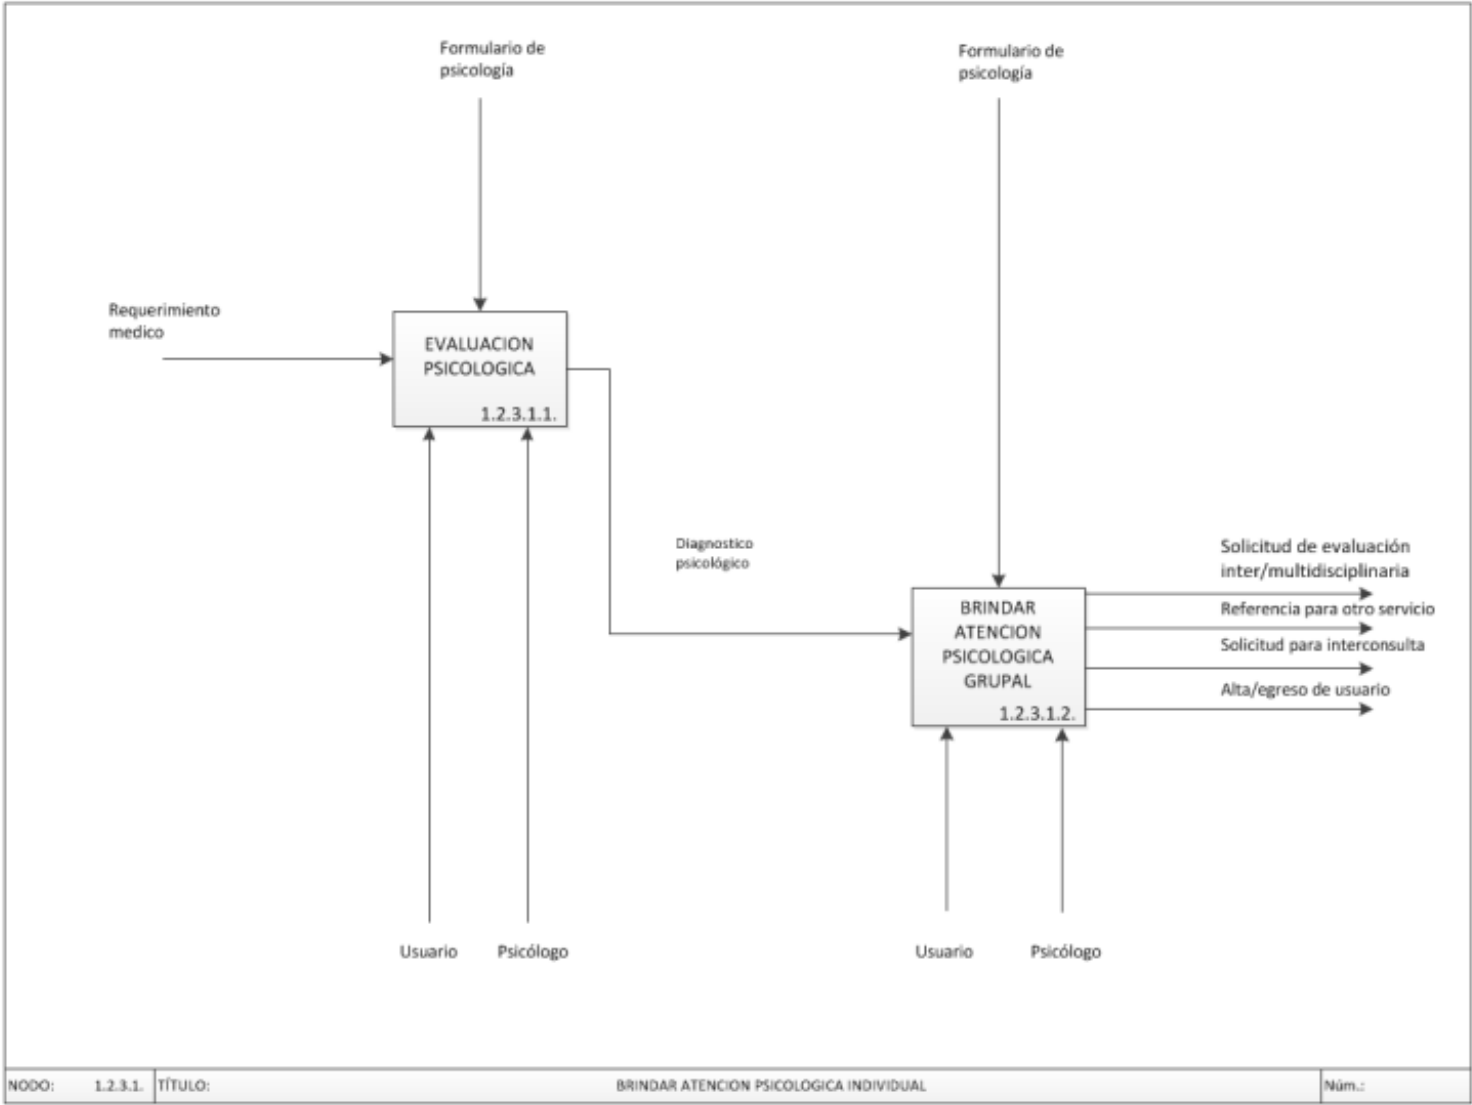 Formulario de
psicología
Formulario de
psicología
Requerimiento
medico
EVALUACION
PSICOLOGICA
1.2.3.1.1.
Diagnostico
psicológico
BRINDAR
ATENCION
PSICOLOGICA
GRUPAL
1.2.3.1.2.
Solicitud de evaluación
inter/multidisciplinaria
Referencia para otro servicio
Solicitud para interconsulta
Alta/egreso de usuario
Usuario
Psicólogo
Usuario
Psicólogo
NODO: 1.2.3.1. TÍTULO: BRINDAR ATENCION PSICOLOGICA INDIVIDUAL Núm.: